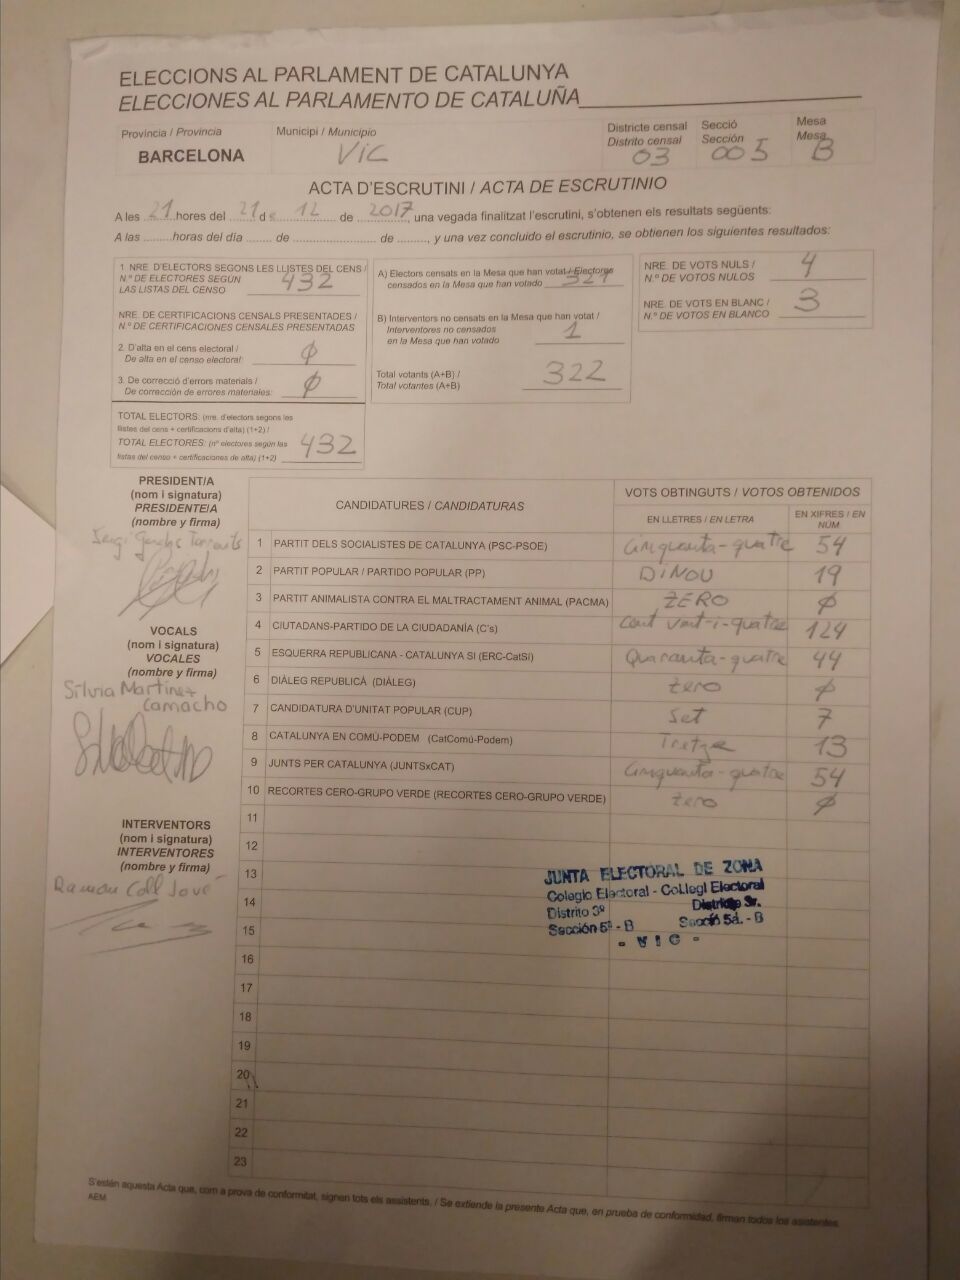 ELECCIONS AL PARLAMENT DE CATALUNYA
ELECCIONES AL PARLAMENTO DE CATALUÑA
Província / Provincia
BARCELONA
Municipi / Municipio
VIC
Districte censal
Distrito censal
03
Secció
Sección
005
Mesa
Mesa
B
ACTA D'ESCRUTINI / ACTA DE ESCRUTINIO
A les 21 hores del 21 de 12 de 2017, una vegada finalitzat l'escrutini, s'obtenen els resultats següents:
A las ........ horas del día ....... de ...................... de ........, y una vez concluido el escrutinio, se obtienen los siguientes resultados:
1 NRE. D'ELECTORS SEGONS LES LLISTES DEL CENS /
N.º DE ELECTORES SEGÚN
LAS LISTAS DEL CENSO 432
NRE. DE CERTIFICACIONS CENSALS PRESENTADES /
N.º DE CERTIFICACIONES CENSALES PRESENTADAS
2. D'alta en el cens electoral /
De alta en el censo electoral: Ø
3. De correcció d'errors materials /
De corrección de errores materiales: Ø
TOTAL ELECTORS: (nre. d'electors segons les
llistes del cens + certificacions d'alta) (1+2) /
TOTAL ELECTORES: (nº electores según las
listas del censo + certificaciones de alta) (1+2) 432
A) Electors censats en la Mesa que han votat / Electores
censados en la Mesa que han votado 321
B) Interventors no censats en la Mesa que han votat /
Interventores no censados
en la Mesa que han votado 1
Total votants (A+B) /
Total votantes (A+B) 322
NRE. DE VOTS NULS /
N.º DE VOTOS NULOS 4
NRE. DE VOTS EN BLANC /
N.º DE VOTOS EN BLANCO 3
PRESIDENT/A
(nom i signatura)
PRESIDENTE/A
(nombre y firma)
Sergi
VOCALS
(nom i signatura)
VOCALES
(nombre y firma)
Silvia Martinez
Camacho
INTERVENTORS
(nom i signatura)
INTERVENTORES
(nombre y firma)
Ramon Coll Jové
CANDIDATURES / CANDIDATURAS
VOTS OBTINGUTS / VOTOS OBTENIDOS
EN LLETRES / EN LETRA
EN XIFRES / EN NÚM.
1 PARTIT DELS SOCIALISTES DE CATALUNYA (PSC-PSOE) Cinquanta-quatre 54
2 PARTIT POPULAR / PARTIDO POPULAR (PP) DINOU 19
3 PARTIT ANIMALISTA CONTRA EL MALTRACTAMENT ANIMAL (PACMA) ZERO Ø
4 CIUTADANS-PARTIDO DE LA CIUDADANÍA (C's) Cent vint-i-quatre 124
5 ESQUERRA REPUBLICANA - CATALUNYA SÍ (ERC-CatSí) Quaranta-quatre 44
6 DIÀLEG REPUBLICÀ (DIÀLEG) Zero Ø
7 CANDIDATURA D'UNITAT POPULAR (CUP) Set 7
8 CATALUNYA EN COMÚ-PODEM (CatComú-Podem) Tretze 13
9 JUNTS PER CATALUNYA (JUNTSxCAT) Cinquanta-quatre 54
10 RECORTES CERO-GRUPO VERDE (RECORTES CERO-GRUPO VERDE) Zero Ø
11
12
13
14
15
16
17
18
19
20
21
22
23
JUNTA ELECTORAL DE ZONA
Colegio Electoral - Col.legi Electoral
Distrito 3º Districte 3r.
Sección 5ª - B Secció 5a. - B
- VIC -
S'estén aquesta Acta que, com a prova de conformitat, signen tots els assistents. / Se extiende la presente Acta que, en prueba de conformidad, firman todos los asistentes.
AEM